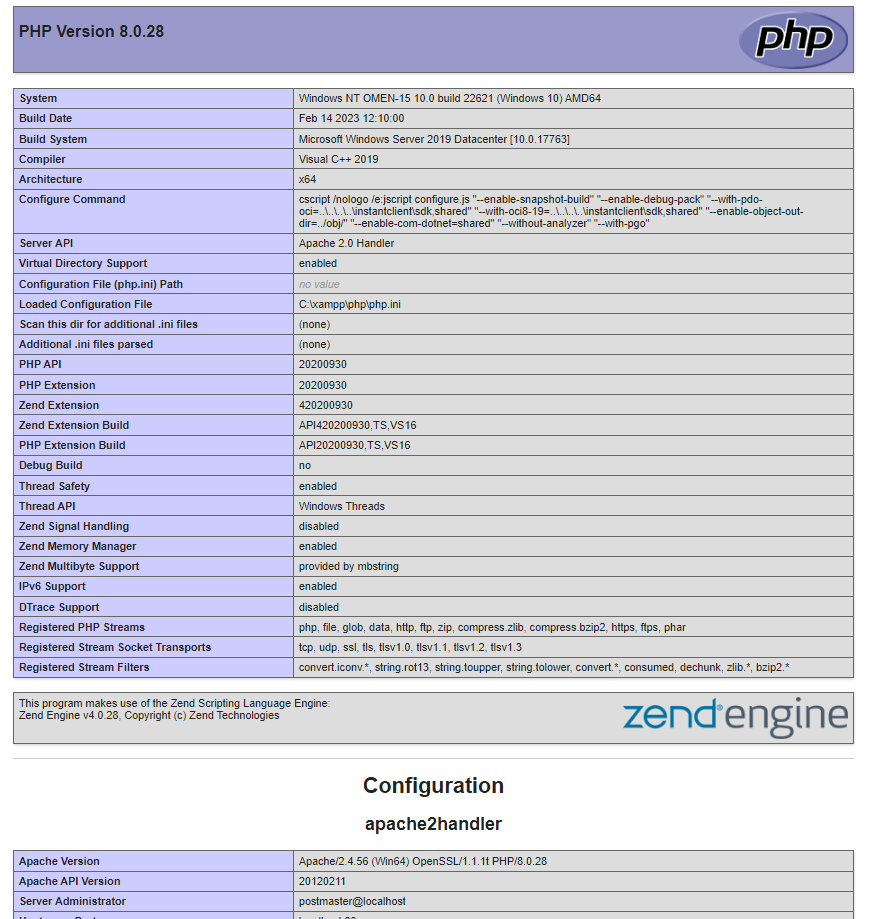 PHP Version 8.0.28
php
System Windows NT OMEN-15 10.0 build 22621 (Windows 10) AMD64
Build Date Feb 14 2023 12:10:00
Build System Microsoft Windows Server 2019 Datacenter [10.0.17763]
Compiler Visual C++ 2019
Architecture x64
Configure Command cscript /nologo /e:jscript configure.js "--enable-snapshot-build" "--enable-debug-pack" "--with-pdo-
oci=..\..\..\..\instantclient\sdk,shared" "--with-oci8-19=..\..\..\..\instantclient\sdk,shared" "--enable-object-out-
dir=../obj/" "--enable-com-dotnet=shared" "--without-analyzer" "--with-pgo"
Server API Apache 2.0 Handler
Virtual Directory Support enabled
Configuration File (php.ini) Path no value
Loaded Configuration File C:\xampp\php\php.ini
Scan this dir for additional .ini files (none)
Additional .ini files parsed (none)
PHP API 20200930
PHP Extension 20200930
Zend Extension 420200930
Zend Extension Build API420200930,TS,VS16
PHP Extension Build API20200930,TS,VS16
Debug Build no
Thread Safety enabled
Thread API Windows Threads
Zend Signal Handling disabled
Zend Memory Manager enabled
Zend Multibyte Support provided by mbstring
IPv6 Support enabled
DTrace Support disabled
Registered PHP Streams php, file, glob, data, http, ftp, zip, compress.zlib, compress.bzip2, https, ftps, phar
Registered Stream Socket Transports tcp, udp, ssl, tls, tlsv1.0, tlsv1.1, tlsv1.2, tlsv1.3
Registered Stream Filters convert.iconv.*, string.rot13, string.toupper, string.tolower, convert.*, consumed, dechunk, zlib.*, bzip2.*
This program makes use of the Zend Scripting Language Engine:
Zend Engine v4.0.28, Copyright (c) Zend Technologies
zend® engine
Configuration
apache2handler
Apache Version Apache/2.4.56 (Win64) OpenSSL/1.1.1t PHP/8.0.28
Apache API Version 20120211
Server Administrator postmaster@localhost